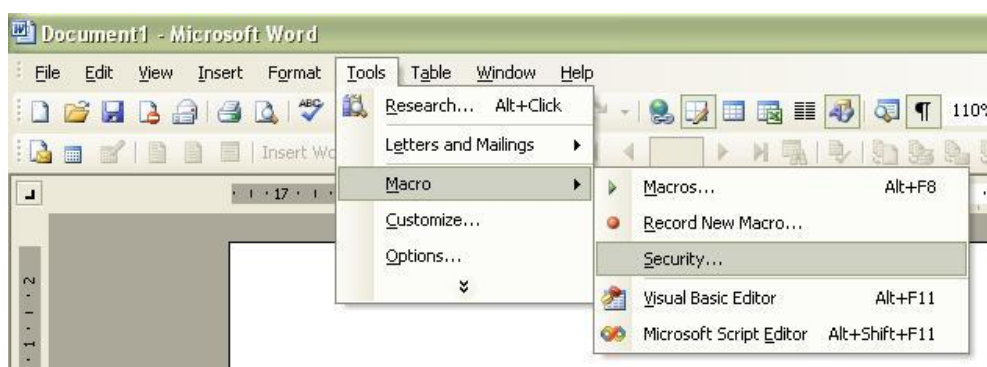 Document1 - Microsoft Word
File Edit View Insert Format Tools Table Window Help
ABC
110%
Research... Alt+Click
Insert Wo
Letters and Mailings
17
Macro
Macros... Alt+F8
Customize...
Record New Macro...
Options...
Security...
2
Visual Basic Editor Alt+F11
1
Microsoft Script Editor Alt+Shift+F11